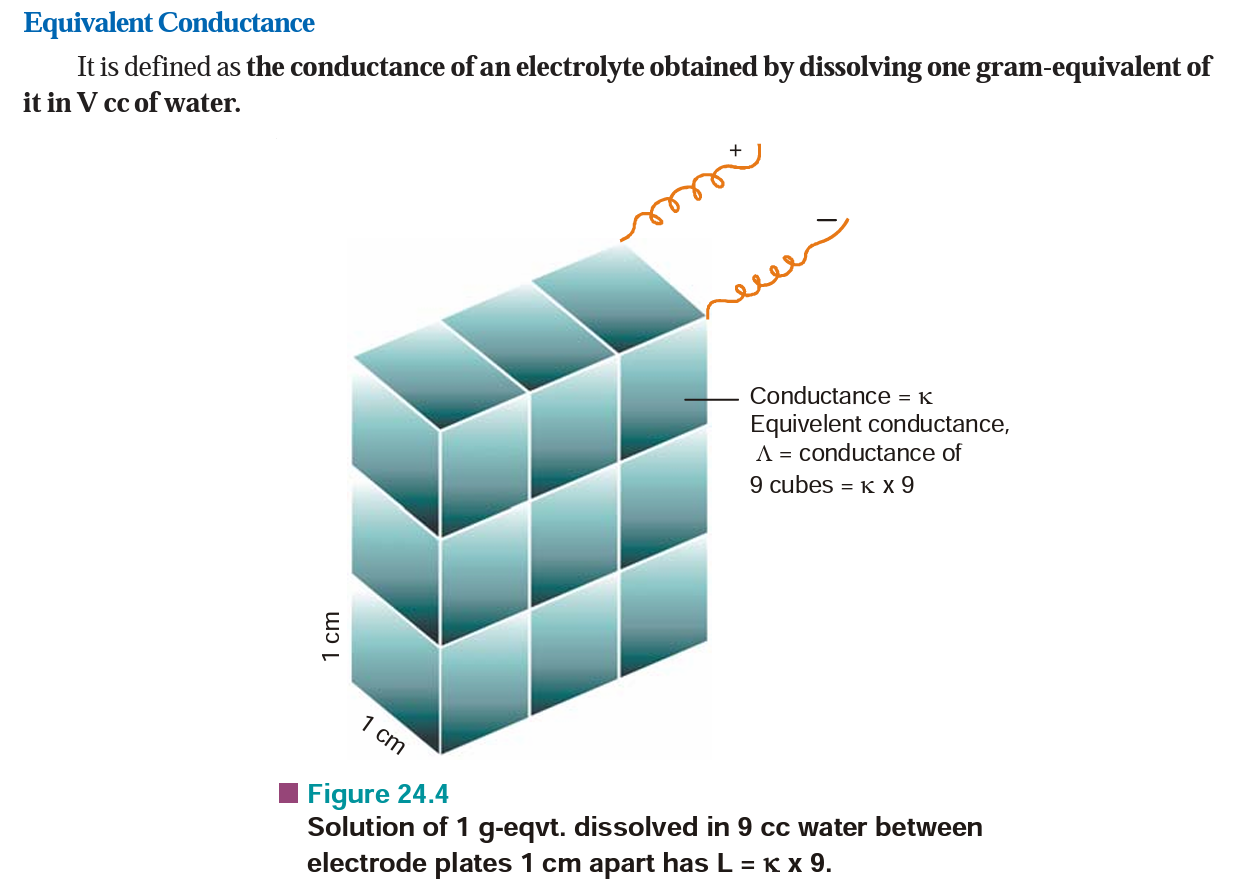 Equivalent Conductance
It is defined as the conductance of an electrolyte obtained by dissolving one gram-equivalent of
it in V cc of water.
+
–
Conductance = κ
Equivelent conductance,
Λ = conductance of
9 cubes = κ x 9
1 cm
1 cm
Figure 24.4
Solution of 1 g-eqvt. dissolved in 9 cc water between
electrode plates 1 cm apart has L = κ x 9.